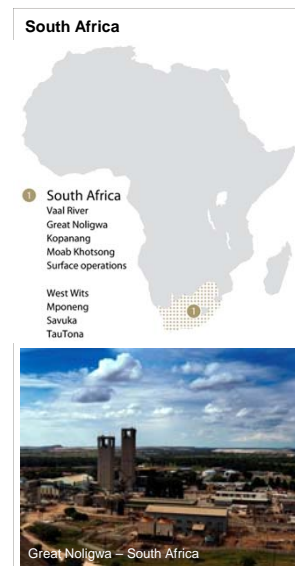 South Africa
1 South Africa
Vaal River
Great Noligwa
Kopanang
Moab Khotsong
Surface operations
West Wits
Mponeng
Savuka
TauTona
1
Great Noligwa – South Africa